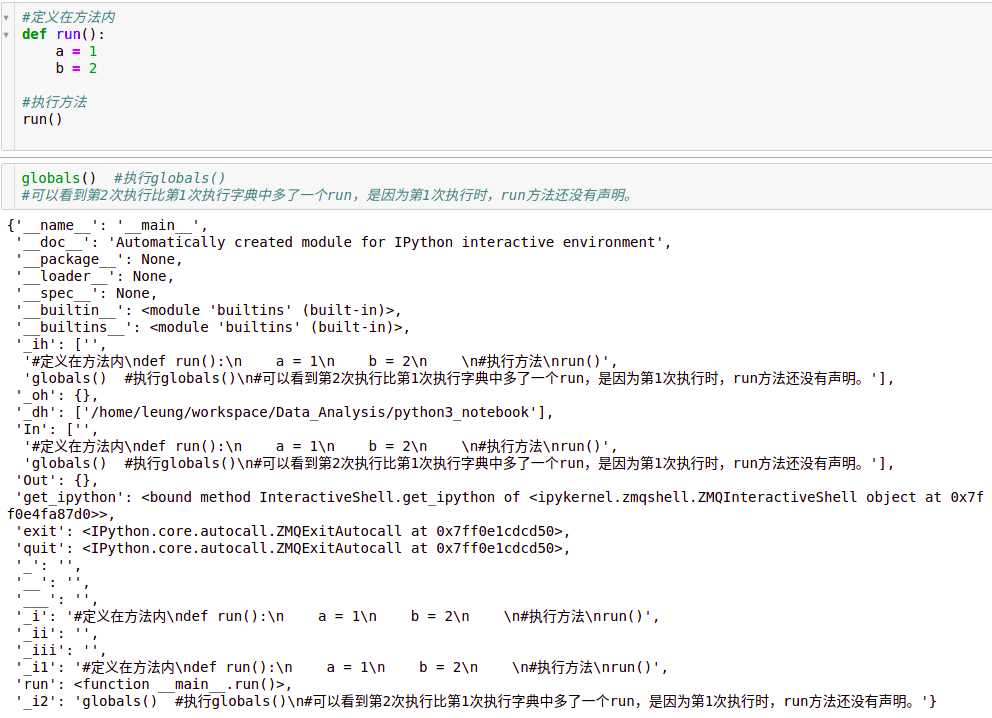 #定义在方法内
def run():
    a = 1
    b = 2
#执行方法
run()
globals()  #执行globals()
#可以看到第2次执行比第1次执行字典中多了一个run，是因为第1次执行时，run方法还没有声明。
{'__name__': '__main__',
 '__doc__': 'Automatically created module for IPython interactive environment',
 '__package__': None,
 '__loader__': None,
 '__spec__': None,
 '__builtin__': <module 'builtins' (built-in)>,
 '__builtins__': <module 'builtins' (built-in)>,
 '_ih': ['',
  '#定义在方法内\ndef run():\n    a = 1\n    b = 2\n    \n#执行方法\nrun()',
  'globals()  #执行globals()\n#可以看到第2次执行比第1次执行字典中多了一个run，是因为第1次执行时，run方法还没有声明。'],
 '_oh': {},
 '_dh': ['/home/leung/workspace/Data_Analysis/python3_notebook'],
 'In': ['',
  '#定义在方法内\ndef run():\n    a = 1\n    b = 2\n    \n#执行方法\nrun()',
  'globals()  #执行globals()\n#可以看到第2次执行比第1次执行字典中多了一个run，是因为第1次执行时，run方法还没有声明。'],
 'Out': {},
 'get_ipython': <bound method InteractiveShell.get_ipython of <ipykernel.zmqshell.ZMQInteractiveShell object at 0x7f
f0e4fa87d0>>,
 'exit': <IPython.core.autocall.ZMQExitAutocall at 0x7ff0e1cdcd50>,
 'quit': <IPython.core.autocall.ZMQExitAutocall at 0x7ff0e1cdcd50>,
 '_': '',
 '__': '',
 '___': '',
 '_i': '#定义在方法内\ndef run():\n    a = 1\n    b = 2\n    \n#执行方法\nrun()',
 '_ii': '',
 '_iii': '',
 '_i1': '#定义在方法内\ndef run():\n    a = 1\n    b = 2\n    \n#执行方法\nrun()',
 'run': <function __main__.run()>,
 '_i2': 'globals()  #执行globals()\n#可以看到第2次执行比第1次执行字典中多了一个run，是因为第1次执行时，run方法还没有声明。'}